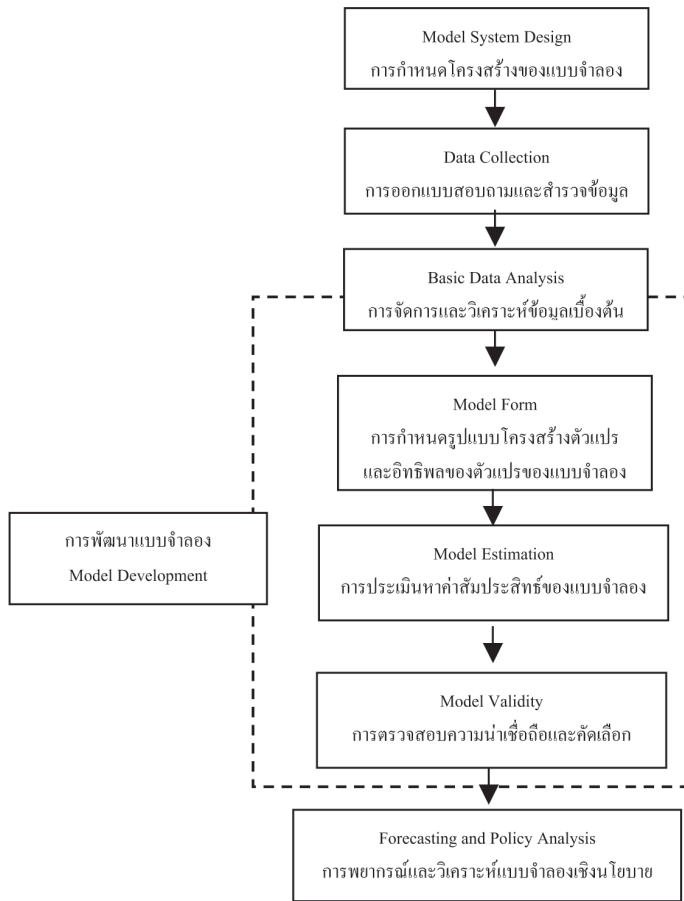 Model System Design
การกำหนดโครงสร้างของแบบจำลอง
Data Collection
การออกแบบสอบถามและสำรวจข้อมูล
Basic Data Analysis
การจัดการและวิเคราะห์ข้อมูลเบื้องต้น
Model Form
การกำหนดรูปแบบโครงสร้างตัวแปร
และอิทธิพลของตัวแปรของแบบจำลอง
การพัฒนาแบบจำลอง
Model Development
Model Estimation
การประเมินหาค่าสัมประสิทธ์ของแบบจำลอง
Model Validity
การตรวจสอบความน่าเชื่อถือและคัดเลือก
Forecasting and Policy Analysis
การพยากรณ์และวิเคราะห์แบบจำลองเชิงนโยบาย